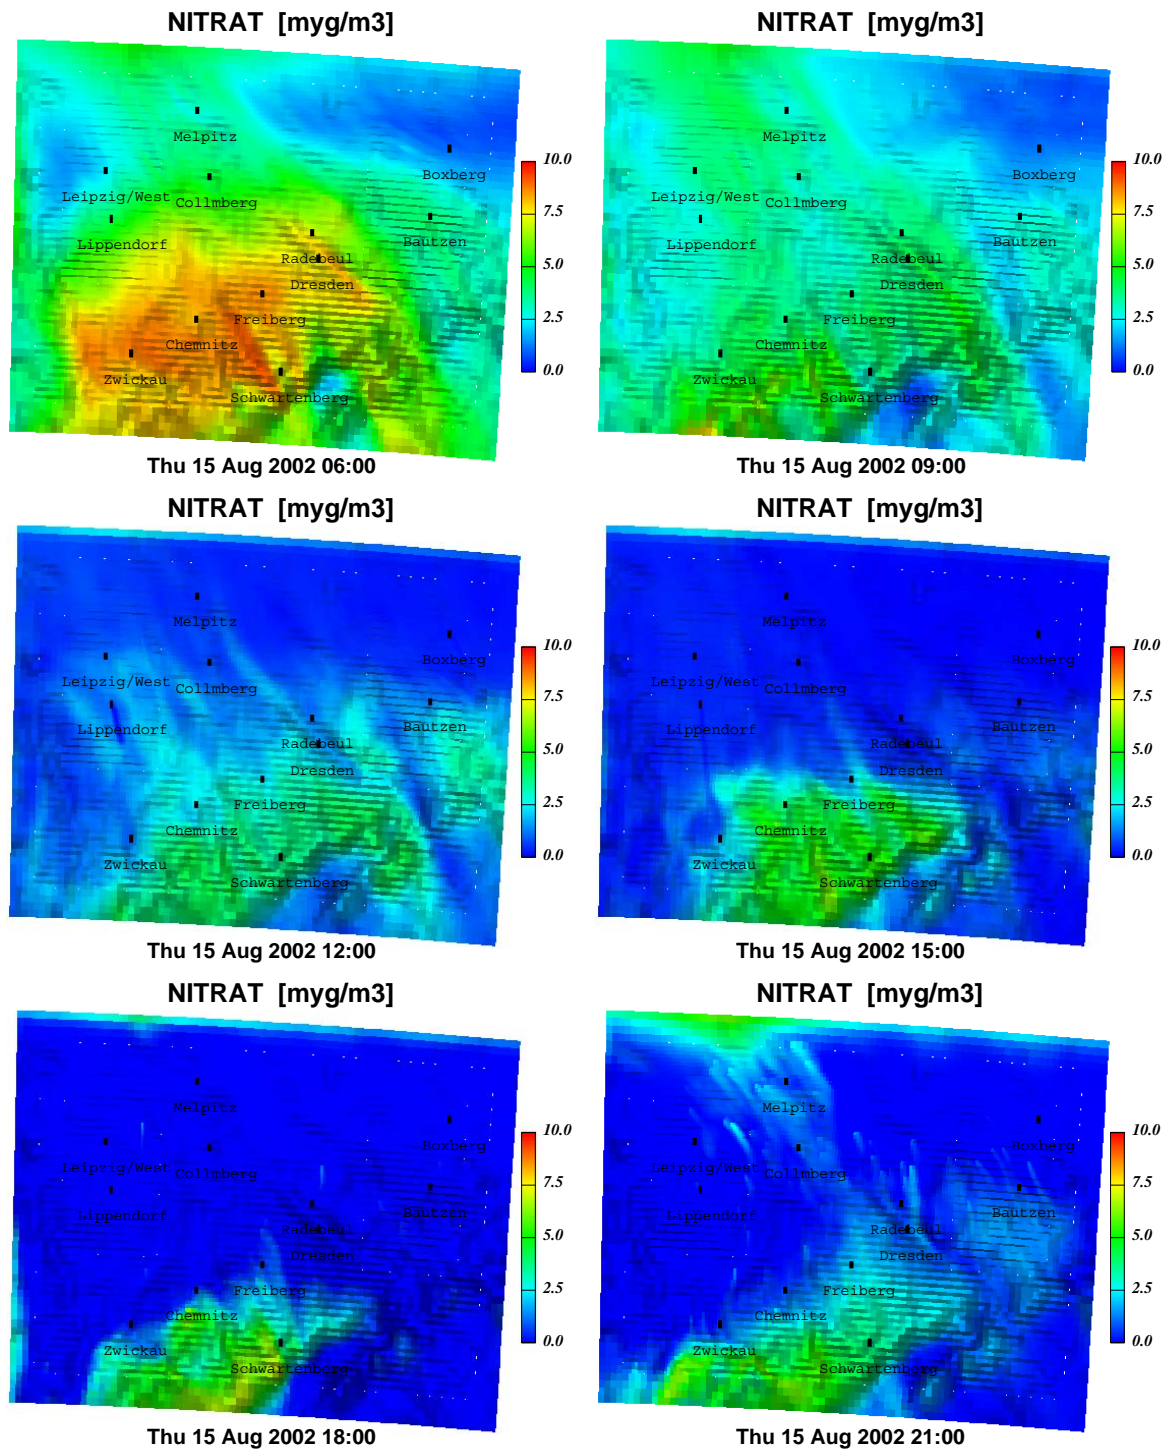 NITRAT [myg/m3]
Melpitz
Boxberg
Leipzig/West
Collmberg
Lippendorf
Bautzen
Radebeul
Dresden
Freiberg
Chemnitz
Zwickau
Schwartenberg
10.0
7.5
5.0
2.5
0.0
Thu 15 Aug 2002 06:00
NITRAT [myg/m3]
Melpitz
Boxberg
Leipzig/West
Collmberg
Lippendorf
Bautzen
Radebeul
Dresden
Freiberg
Chemnitz
Zwickau
Schwartenberg
10.0
7.5
5.0
2.5
0.0
Thu 15 Aug 2002 09:00
NITRAT [myg/m3]
Melpitz
Boxberg
Leipzig/West
Collmberg
Lippendorf
Bautzen
Radebeul
Dresden
Freiberg
Chemnitz
Zwickau
Schwartenberg
10.0
7.5
5.0
2.5
0.0
Thu 15 Aug 2002 12:00
NITRAT [myg/m3]
Melpitz
Boxberg
Leipzig/West
Collmberg
Lippendorf
Bautzen
Radebeul
Dresden
Freiberg
Chemnitz
Zwickau
Schwartenberg
10.0
7.5
5.0
2.5
0.0
Thu 15 Aug 2002 15:00
NITRAT [myg/m3]
Melpitz
Boxberg
Leipzig/West
Collmberg
Lippendorf
Bautzen
Radebeul
Dresden
Freiberg
Chemnitz
Zwickau
Schwartenberg
10.0
7.5
5.0
2.5
0.0
Thu 15 Aug 2002 18:00
NITRAT [myg/m3]
Melpitz
Boxberg
Leipzig/West
Collmberg
Lippendorf
Bautzen
Radebeul
Dresden
Freiberg
Chemnitz
Zwickau
Schwartenberg
10.0
7.5
5.0
2.5
0.0
Thu 15 Aug 2002 21:00